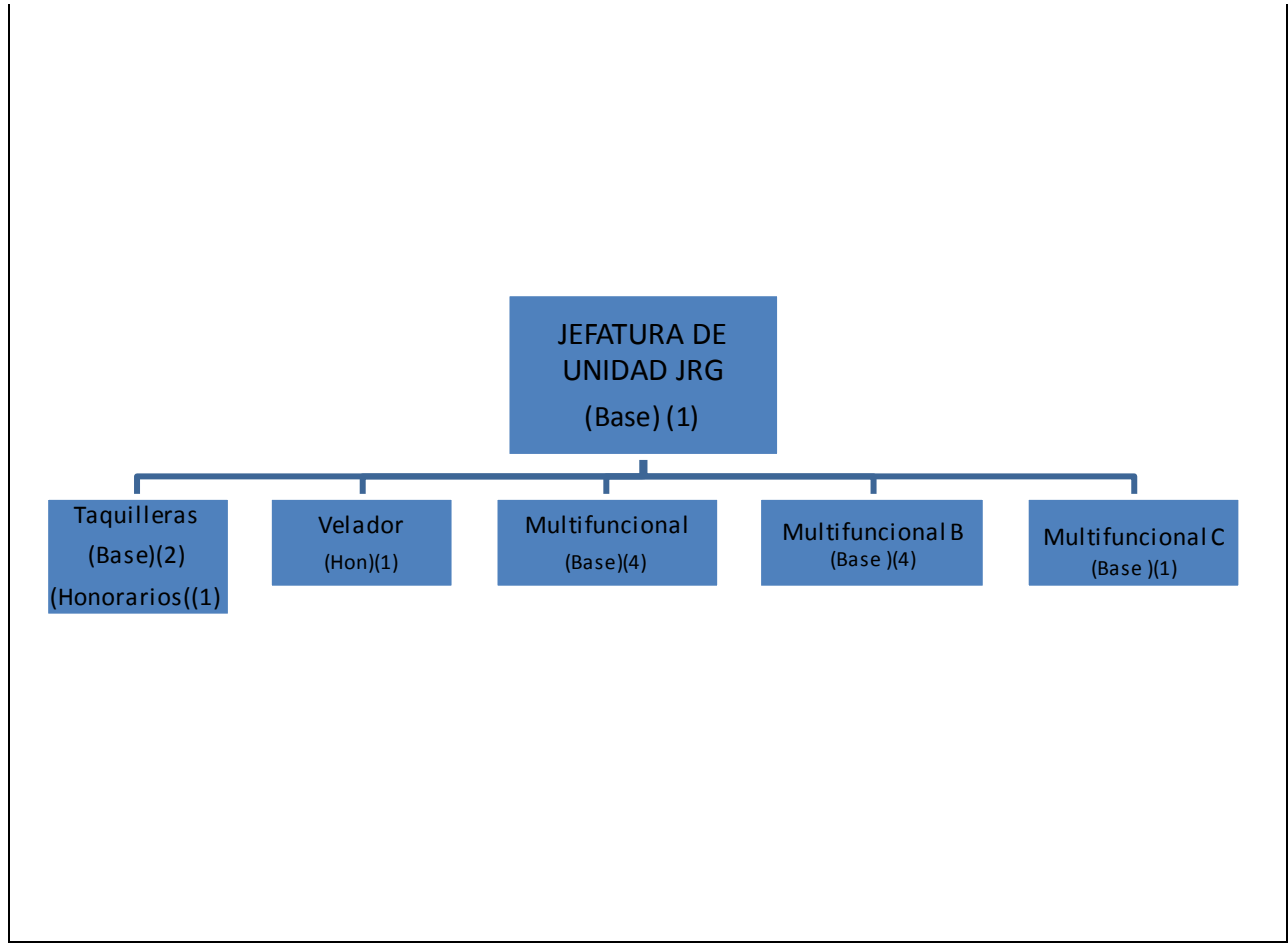 JEFATURA DE
UNIDAD JRG
(Base) (1)
Taquilleras
(Base)(2)
(Honorarios((1)
Velador
(Hon)(1)
Multifuncional
(Base)(4)
Multifuncional B
(Base )(4)
Multifuncional C
(Base )(1)